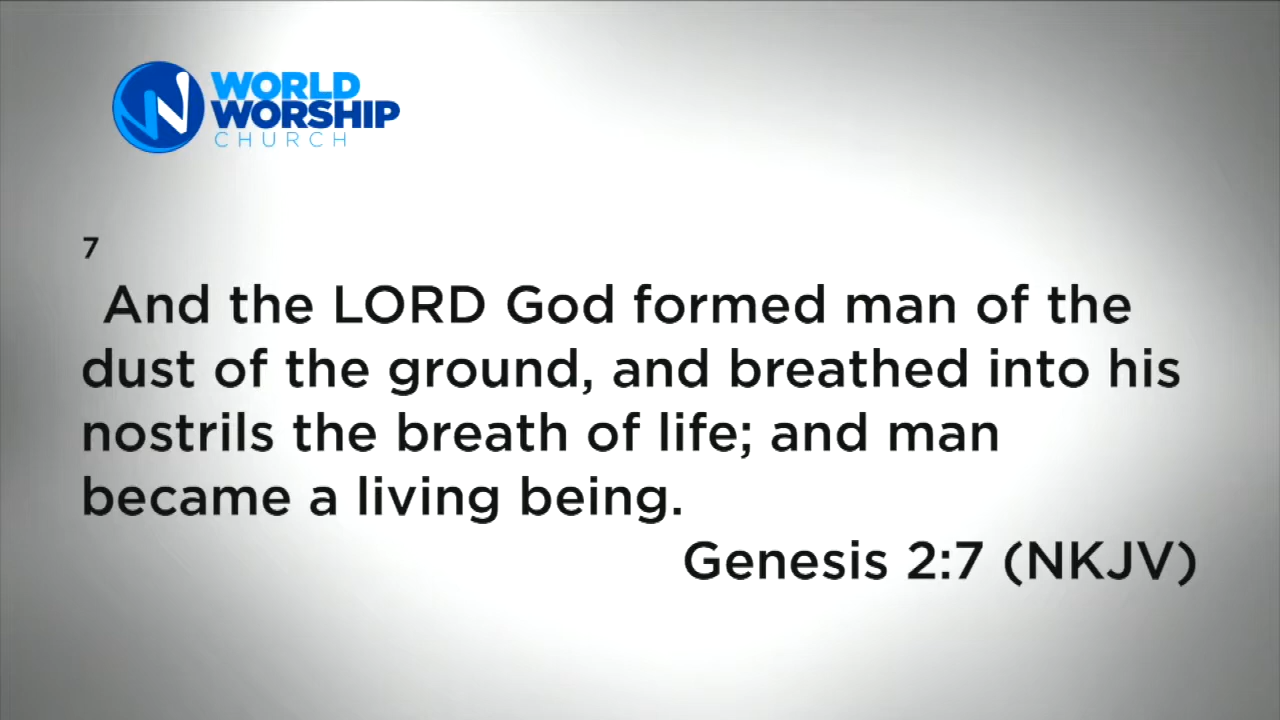 WORLD
WORSHIP
CHURCH
7
And the LORD God formed man of the
dust of the ground, and breathed into his
nostrils the breath of life; and man
became a living being.
Genesis 2:7 (NKJV)